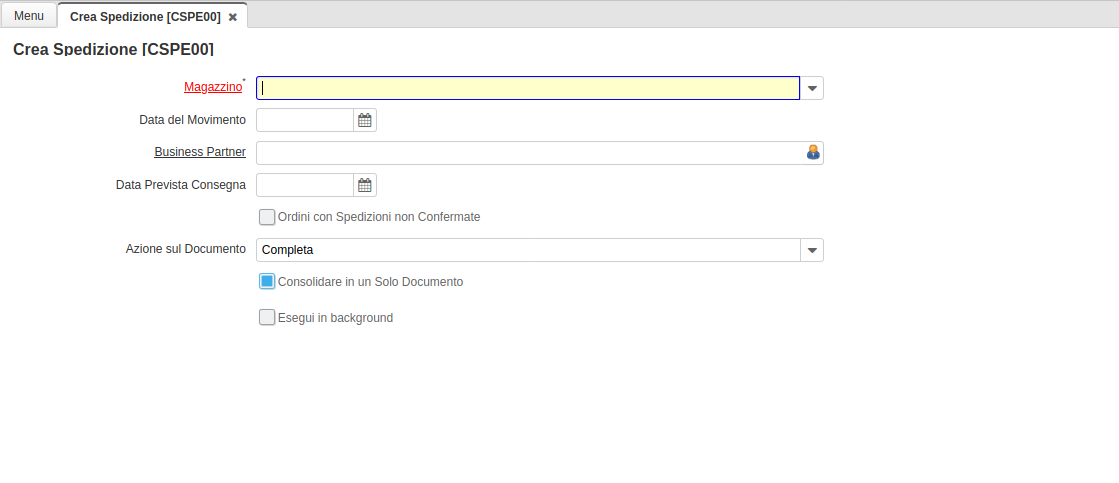 Menu
Crea Spedizione [CSPE00]
Crea Spedizione [CSPE00]
Magazzino*
Data del Movimento
Business Partner
Data Prevista Consegna
Ordini con Spedizioni non Confermate
Azione sul Documento Completa
Consolidare in un Solo Documento
Esegui in background